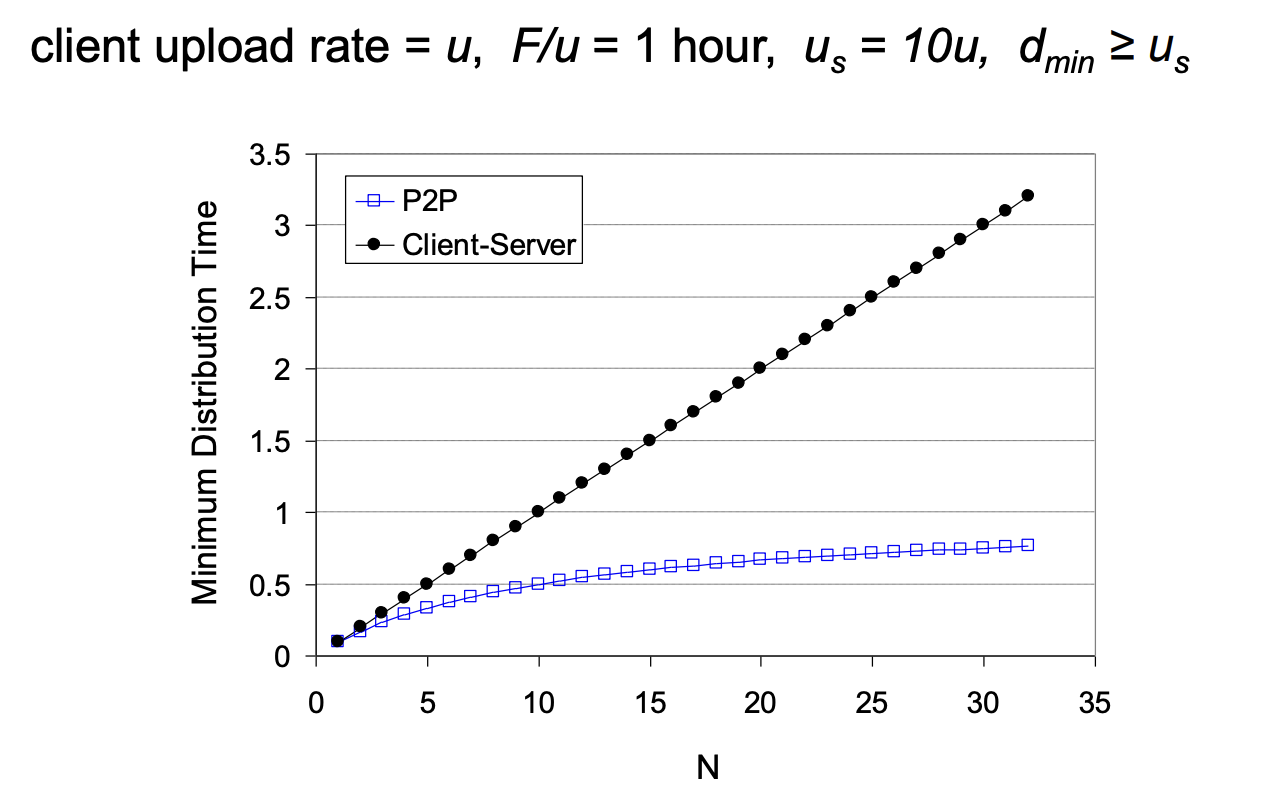 client upload rate = u, F/u = 1 hour, us = 10u, dmin ≥ us
3.5
3
2.5
2
1.5
1
0.5
0
Minimum Distribution Time
P2P
Client-Server
0 5 10 15 20 25 30 35
N